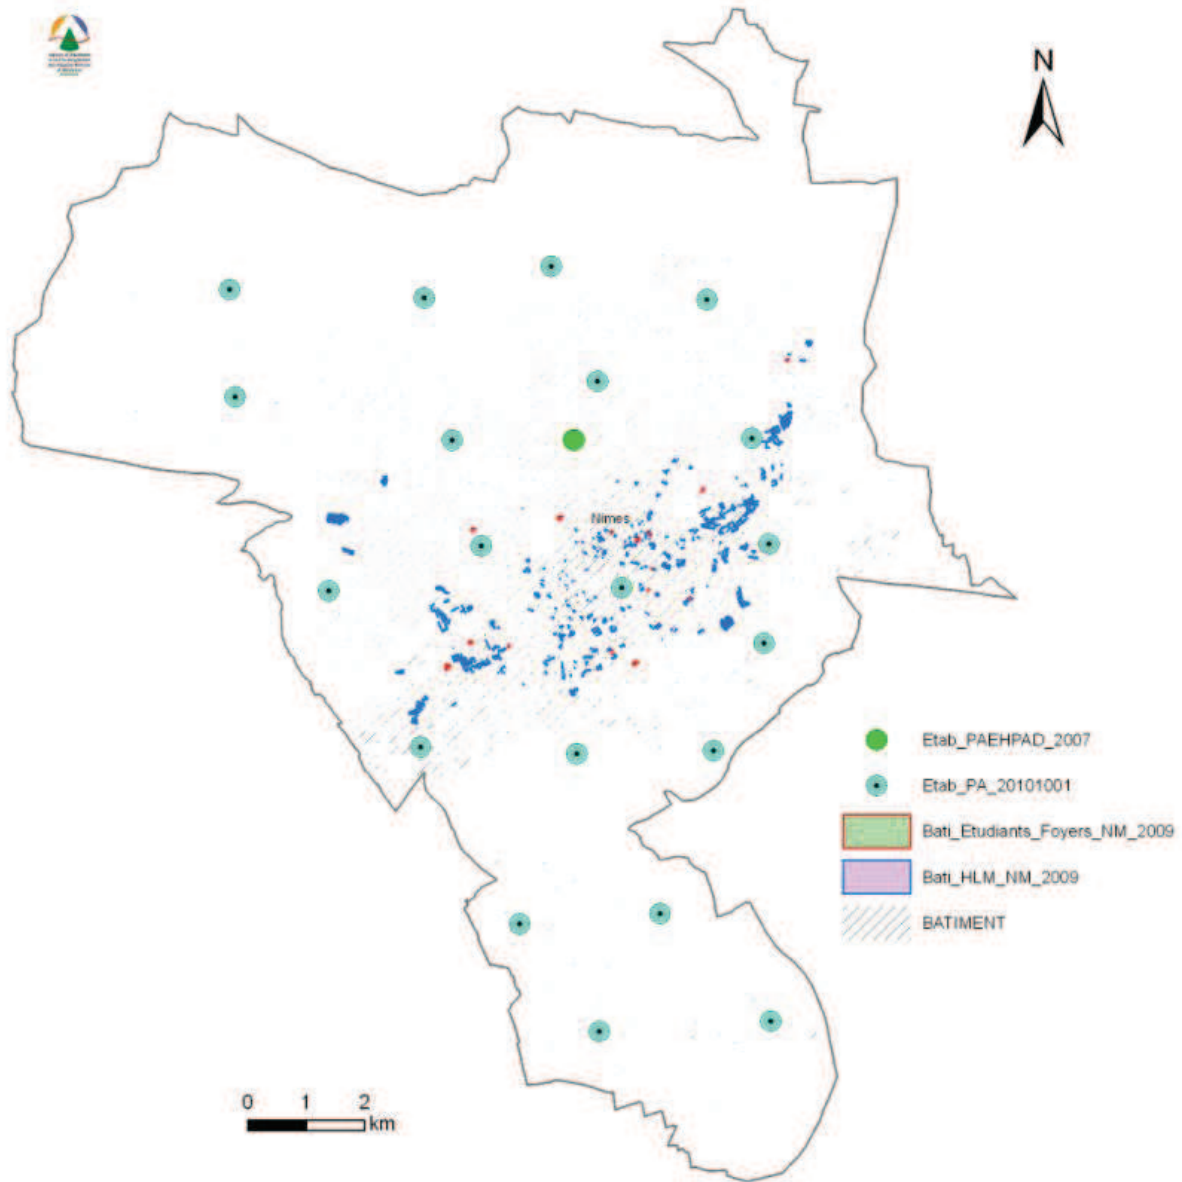 N
Nimes
Etab_PAEHPAD_2007
Etab_PA_20101001
Bati_Etudiants_Foyers_NM_2009
Bati_HLM_NM_2009
BATIMENT
0 1 2
km